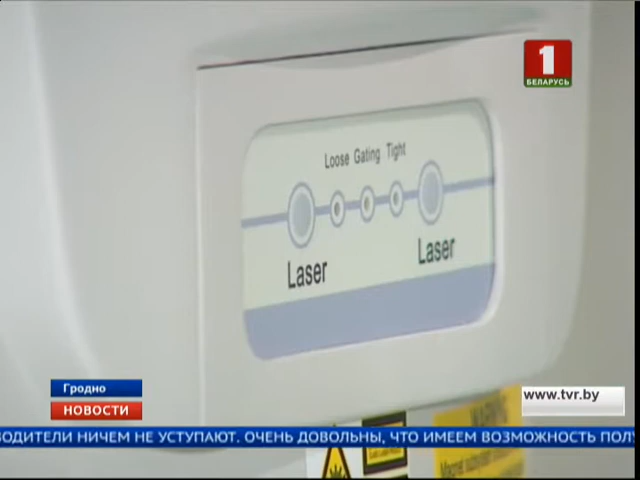 1
БЕЛАРУСЬ
Loose Gating Tight
Laser
Laser
Гродно
НОВОСТИ
www.tvr.by
ВОДИТЕЛИ НИЧЕМ НЕ УСТУПАЮТ. ОЧЕНЬ ДОВОЛЬНЫ, ЧТО ИМЕЕМ ВОЗМОЖНОСТЬ ПОЛУ
WARNING